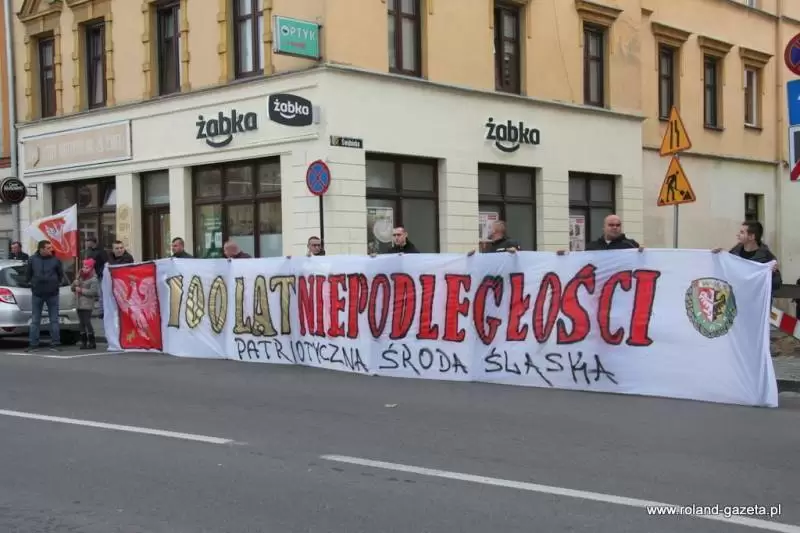 OPTYK
żabka
żabka
żabka
100 LAT NIEPODLEGŁOŚCI
PATRIOTYCZNA ŚRODA ŚLĄSKA
www.roland-gazeta.pl